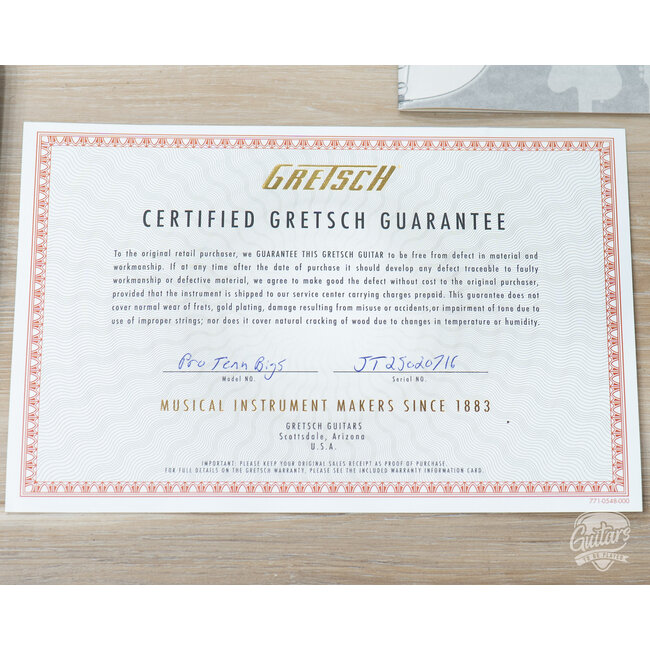 GRETSCH
CERTIFIED GRETSCH GUARANTEE
To the original retail purchaser, we GUARANTEE THIS GRETSCH GUITAR to be free from defect in material and
workmanship. If at any time after the date of purchase it should develop any defect traceable to faulty
workmanship or defective material, we agree to make good the defect without cost to the original purchaser,
provided that the instrument is shipped to our service center carrying charges prepaid. This guarantee does not
cover normal wear of frets, gold plating, damage resulting from misuse or accidents,or impairment of tone due to
use of improper strings; nor does it cover natural cracking of wood due to changes in temperature or humidity.
Pro Tenn Bigs JT25020716
Model NO. Serial NO.
MUSICAL INSTRUMENT MAKERS SINCE 1883
GRETSCH GUITARS
Scottsdale, Arizona
U.S.A.
IMPORTANT: PLEASE KEEP YOUR ORIGINAL SALES RECEIPT AS PROOF OF PURCHASE.
FOR FULL DETAILS ON THE GRETSCH WARRANTY, PLEASE SEE THE INCLUDED WARRANTY INFORMATION CARD.
771-0548-000
Guitars
TO BE PLAYED